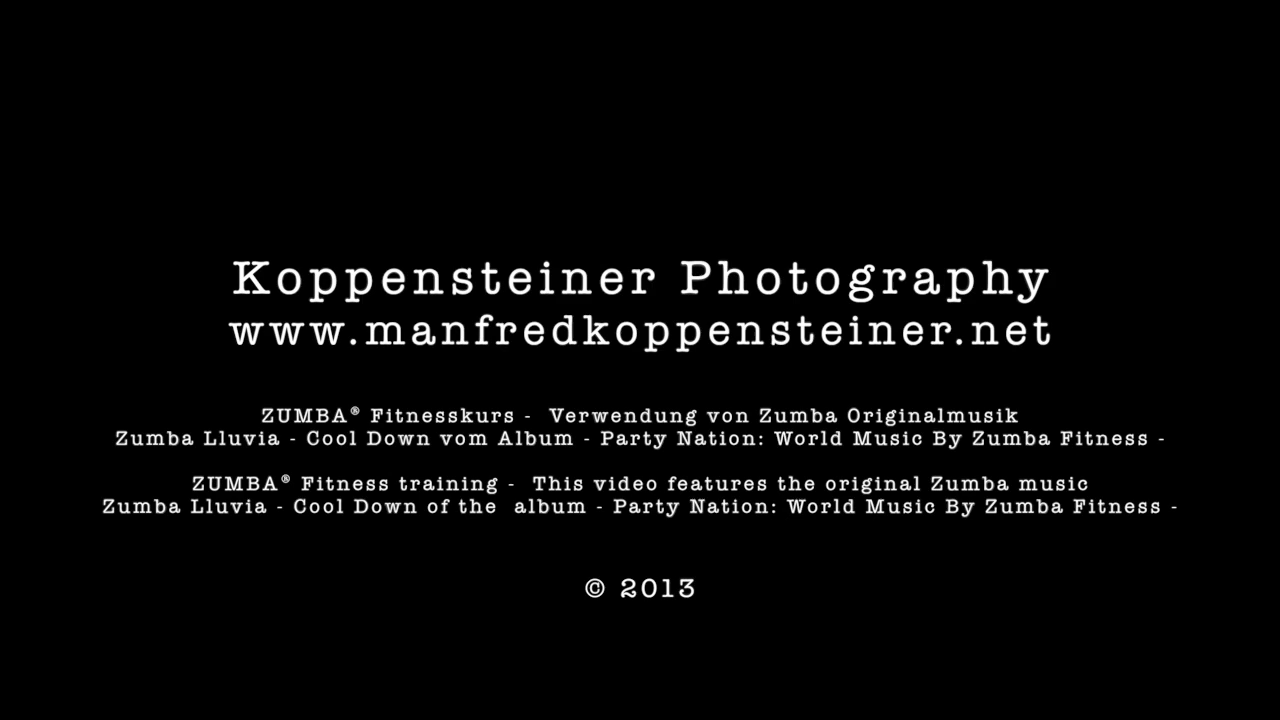 Koppensteiner Photography
www.manfredkoppensteiner.net
ZUMBA® Fitnesskurs - Verwendung von Zumba Originalmusik
Zumba Lluvia - Cool Down vom Album - Party Nation: World Music By Zumba Fitness -
ZUMBA® Fitness training - This video features the original Zumba music
Zumba Lluvia - Cool Down of the album - Party Nation: World Music By Zumba Fitness -
© 2013